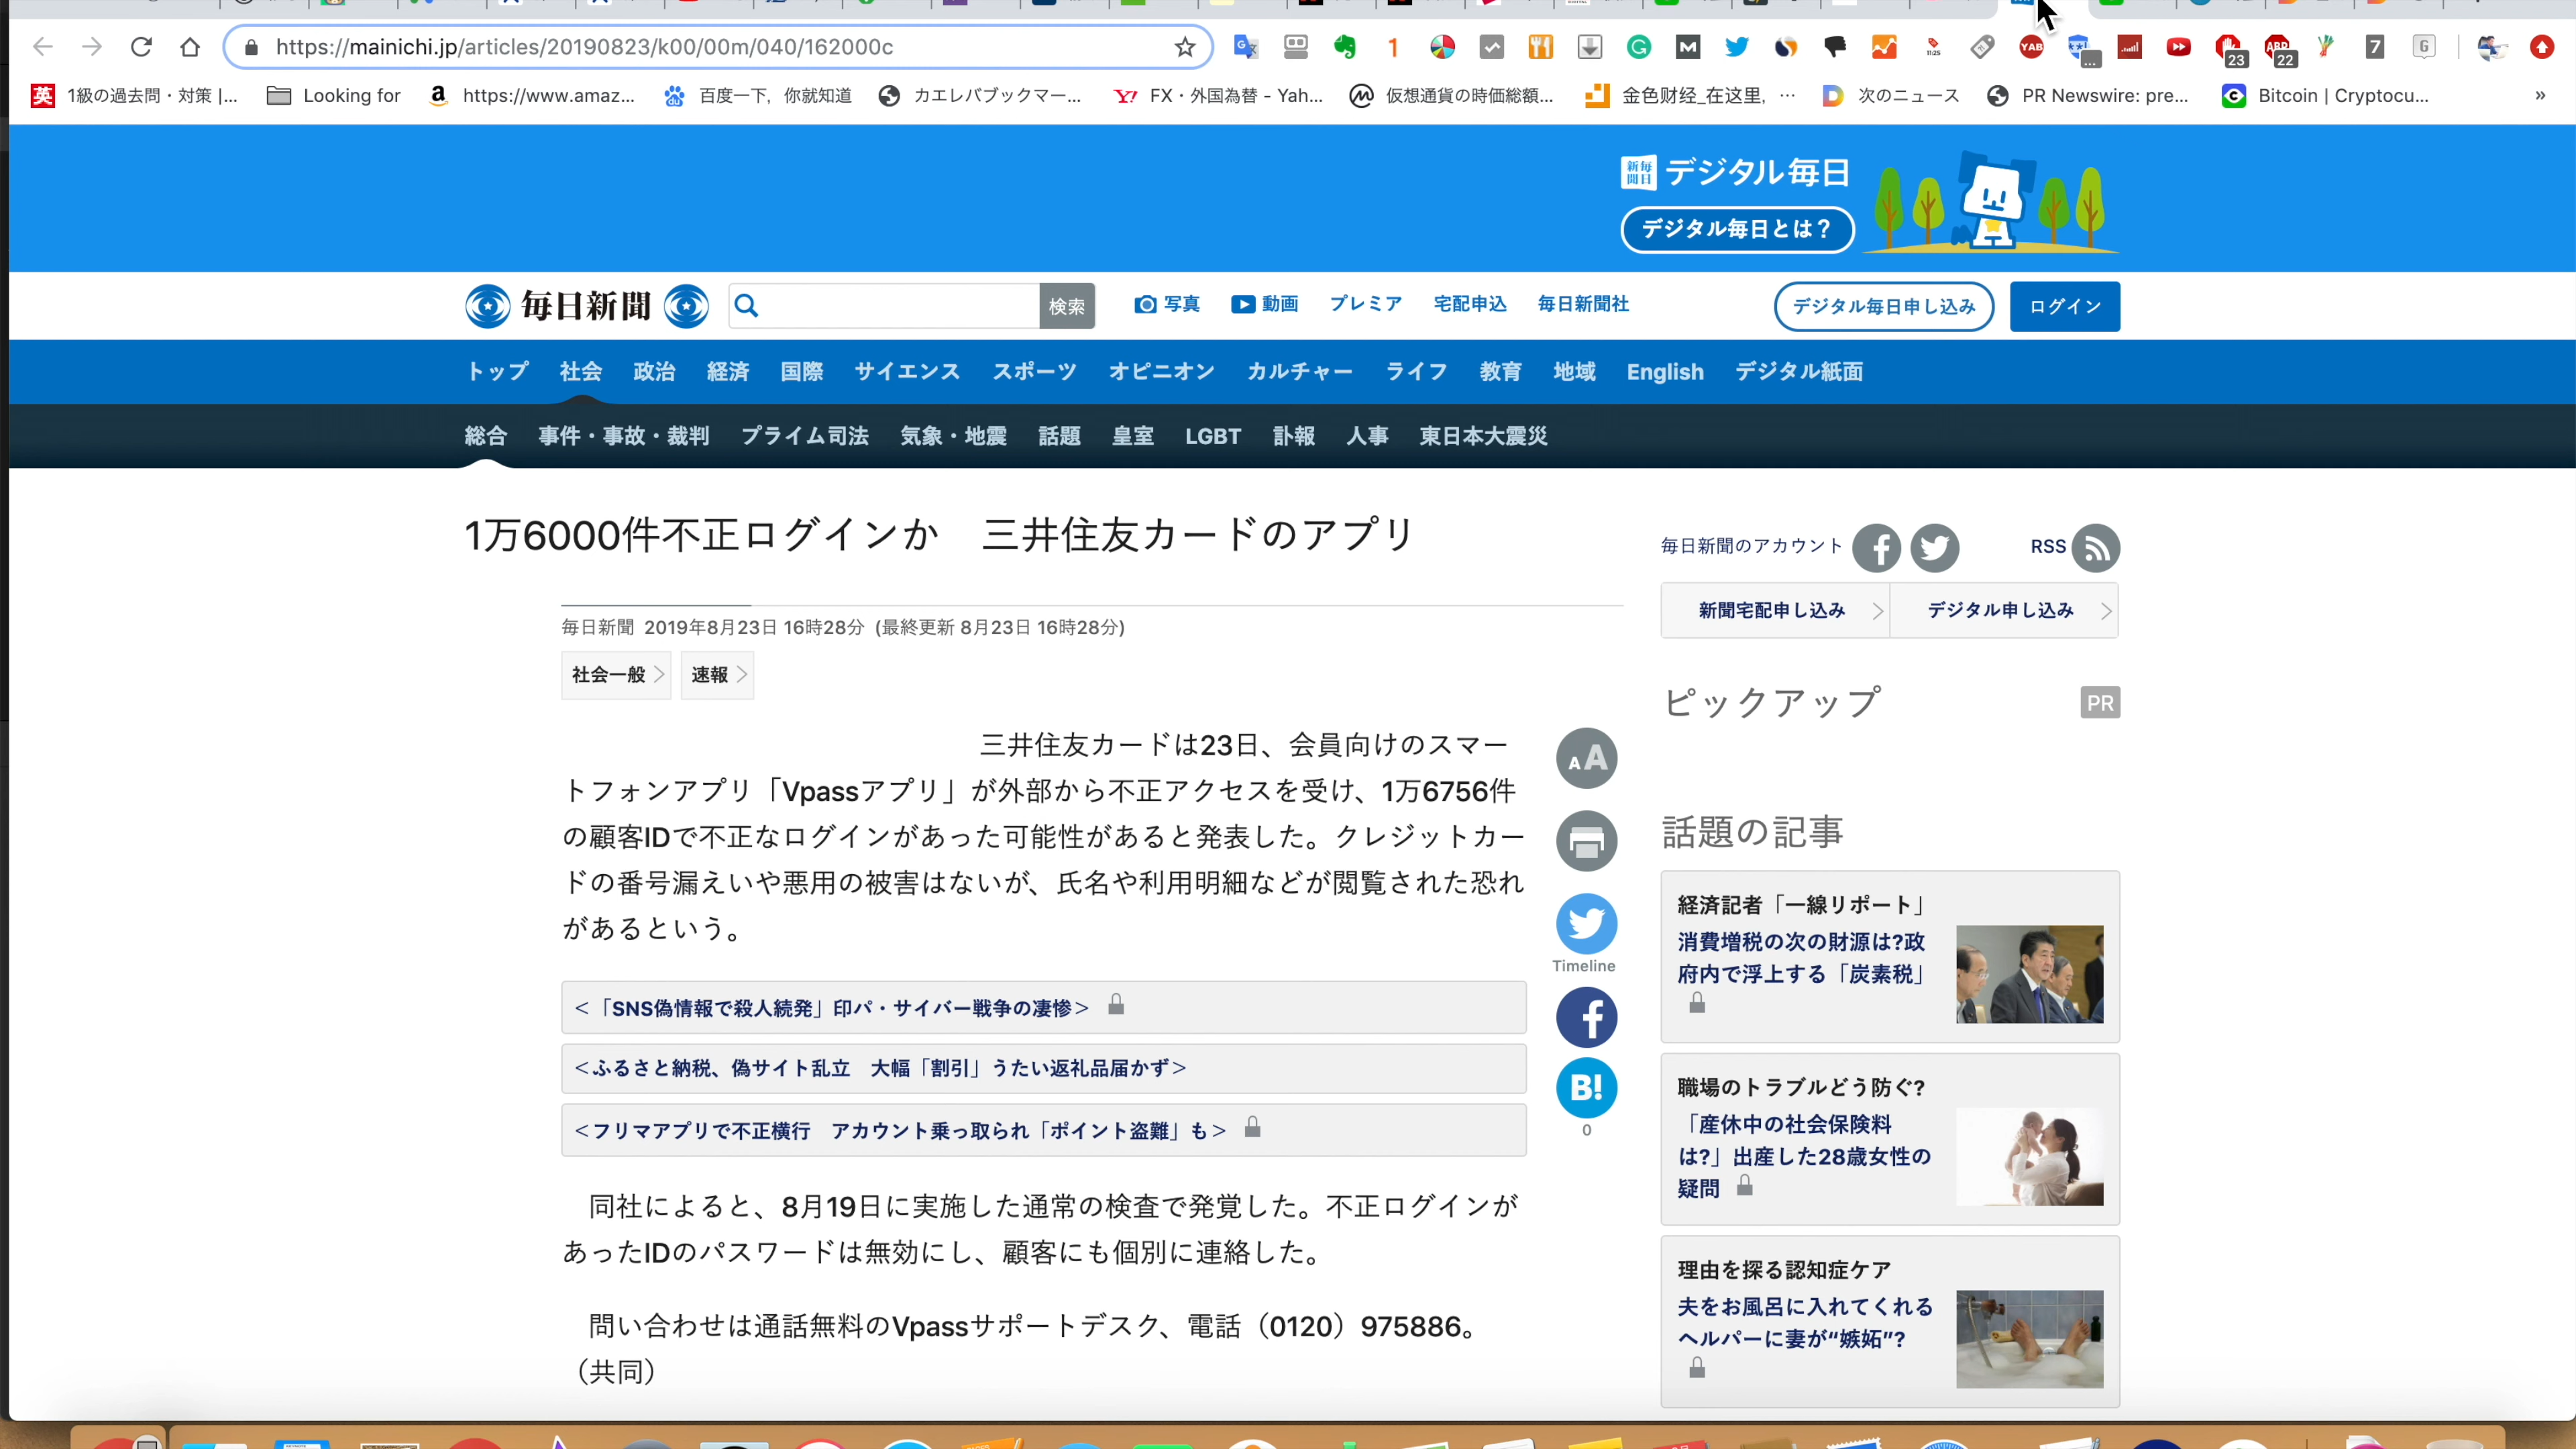 https://mainichi.jp/articles/20190823/k00/00m/040/162000c
1
11:25
YAB
23
ABP
22
7
G
英 1級の過去問・対策 |...
Looking for
https://www.amaz...
百度一下，你就知道
カエレバブックマー...
FX・外国為替 - Yah...
仮想通貨の時価総額...
金色财经_在这里, …
次のニュース
PR Newswire: pre...
Bitcoin | Cryptocu...
»
毎日新聞 デジタル毎日
デジタル毎日とは？
毎日新聞
検索
写真
動画
プレミア
宅配申込
毎日新聞社
デジタル毎日申し込み
ログイン
トップ 社会 政治 経済 国際 サイエンス スポーツ オピニオン カルチャー ライフ 教育 地域 English デジタル紙面
総合 事件・事故・裁判 プライム司法 気象・地震 話題 皇室 LGBT 訃報 人事 東日本大震災
1万6000件不正ログインか　三井住友カードのアプリ
毎日新聞 2019年8月23日 16時28分 (最終更新 8月23日 16時28分)
社会一般
速報
三井住友カードは23日、会員向けのスマー
トフォンアプリ「Vpassアプリ」が外部から不正アクセスを受け、1万6756件
の顧客IDで不正なログインがあった可能性があると発表した。クレジットカー
ドの番号漏えいや悪用の被害はないが、氏名や利用明細などが閲覧された恐れ
があるという。
＜「SNS偽情報で殺人続発」印パ・サイバー戦争の凄惨＞
＜ふるさと納税、偽サイト乱立　大幅「割引」うたい返礼品届かず＞
＜フリマアプリで不正横行　アカウント乗っ取られ「ポイント盗難」も＞
同社によると、8月19日に実施した通常の検査で発覚した。不正ログインが
あったIDのパスワードは無効にし、顧客にも個別に連絡した。
問い合わせは通話無料のVpassサポートデスク、電話（0120）975886。
（共同）
AA
Timeline
B!
0
毎日新聞のアカウント
RSS
新聞宅配申し込み
デジタル申し込み
ピックアップ
PR
話題の記事
経済記者「一線リポート」
消費増税の次の財源は?政
府内で浮上する「炭素税」
職場のトラブルどう防ぐ?
「産休中の社会保険料
は?」出産した28歳女性の
疑問
理由を探る認知症ケア
夫をお風呂に入れてくれる
ヘルパーに妻が“嫉妬”?